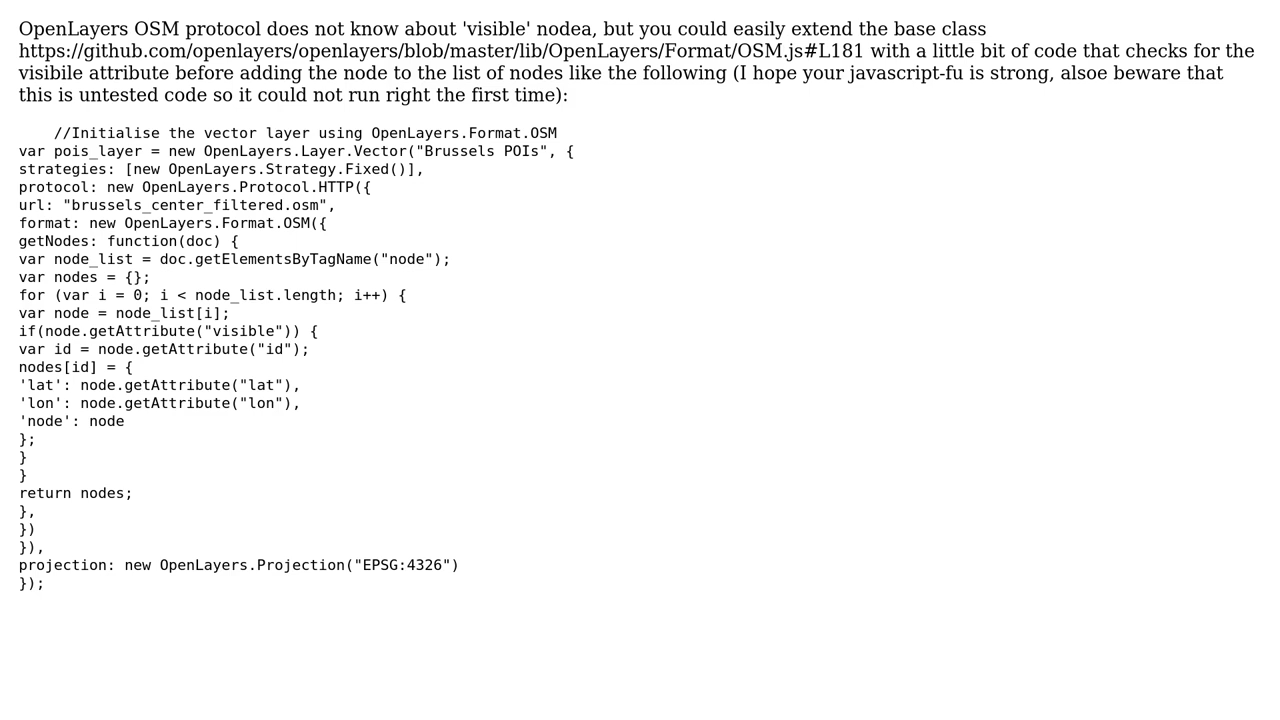 OpenLayers OSM protocol does not know about 'visible' nodea, but you could easily extend the base class
https://github.com/openlayers/openlayers/blob/master/lib/OpenLayers/Format/OSM.js#L181 with a little bit of code that checks for the
visibile attribute before adding the node to the list of nodes like the following (I hope your javascript-fu is strong, alsoe beware that
this is untested code so it could not run right the first time):
    //Initialise the vector layer using OpenLayers.Format.OSM
var pois_layer = new OpenLayers.Layer.Vector("Brussels POIs", {
strategies: [new OpenLayers.Strategy.Fixed()],
protocol: new OpenLayers.Protocol.HTTP({
url: "brussels_center_filtered.osm",
format: new OpenLayers.Format.OSM({
getNodes: function(doc) {
var node_list = doc.getElementsByTagName("node");
var nodes = {};
for (var i = 0; i < node_list.length; i++) {
var node = node_list[i];
if(node.getAttribute("visible")) {
var id = node.getAttribute("id");
nodes[id] = {
'lat': node.getAttribute("lat"),
'lon': node.getAttribute("lon"),
'node': node
};
}
}
return nodes;
},
})
}),
projection: new OpenLayers.Projection("EPSG:4326")
});